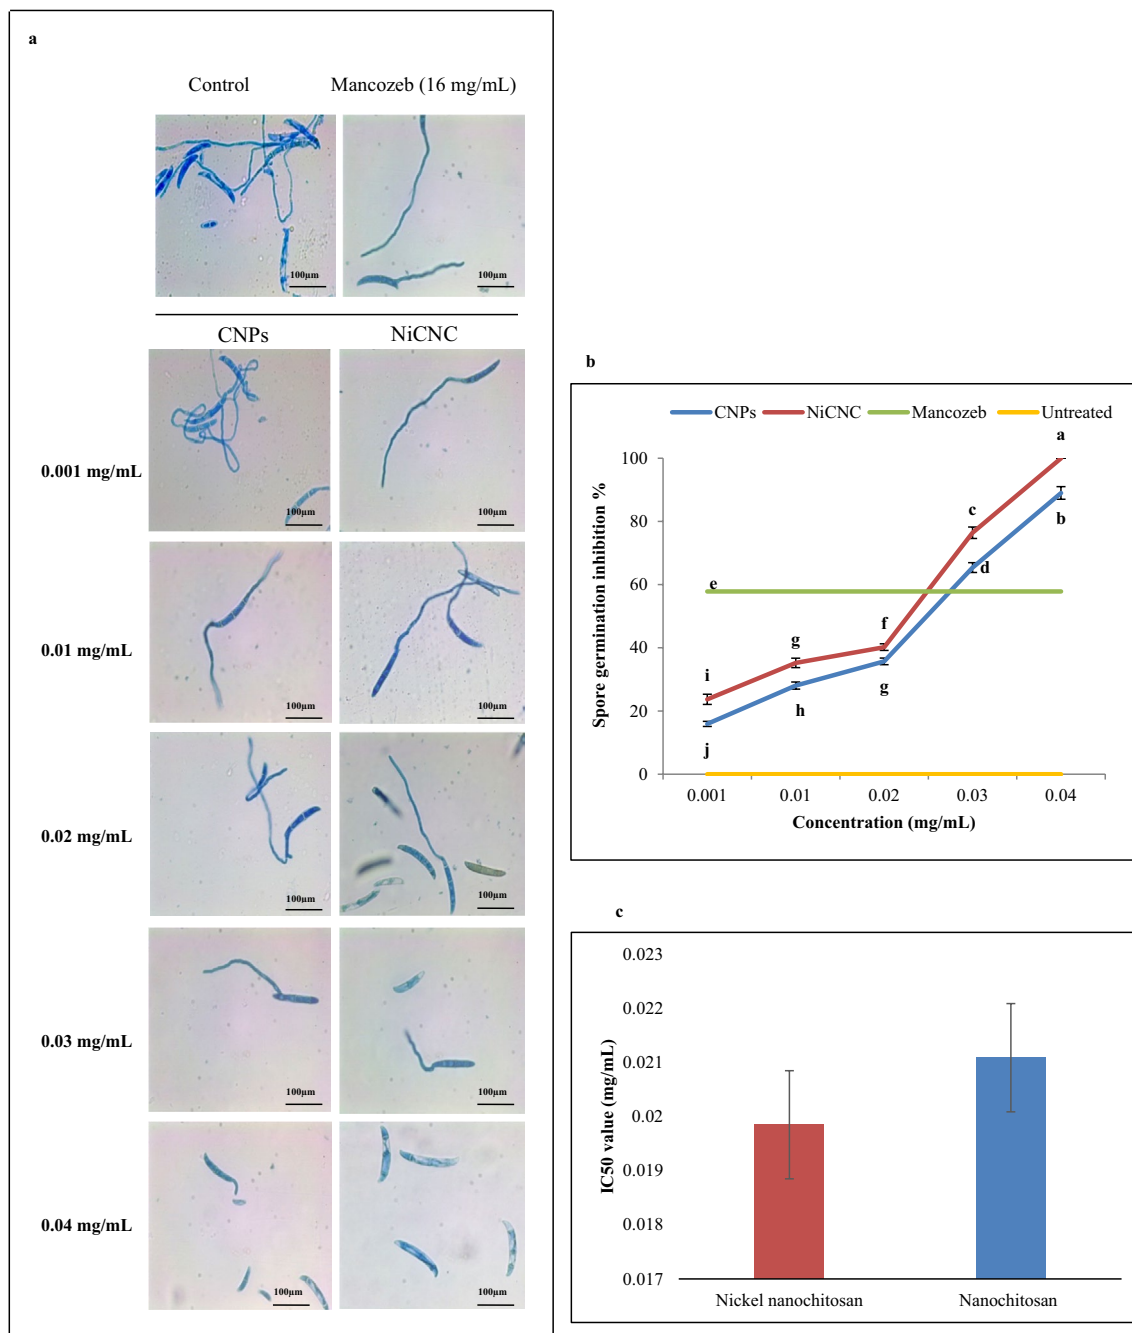 a
Control Mancozeb (16 mg/mL)
100µm 100µm
CNPs NiCNC
0.001 mg/mL
100µm 100µm
0.01 mg/mL
100µm 100µm
0.02 mg/mL
100µm 100µm
0.03 mg/mL
100µm 100µm
0.04 mg/mL
100µm 100µm
b
CNPs NiCNC Mancozeb Untreated
Spore germination inhibition %
100
80
60
40
20
0
a
b
c
d
e
f
g
g
h
i
j
0.001 0.01 0.02 0.03 0.04
Concentration (mg/mL)
c
IC50 value (mg/mL)
0.023
0.022
0.021
0.02
0.019
0.018
0.017
Nickel nanochitosan Nanochitosan